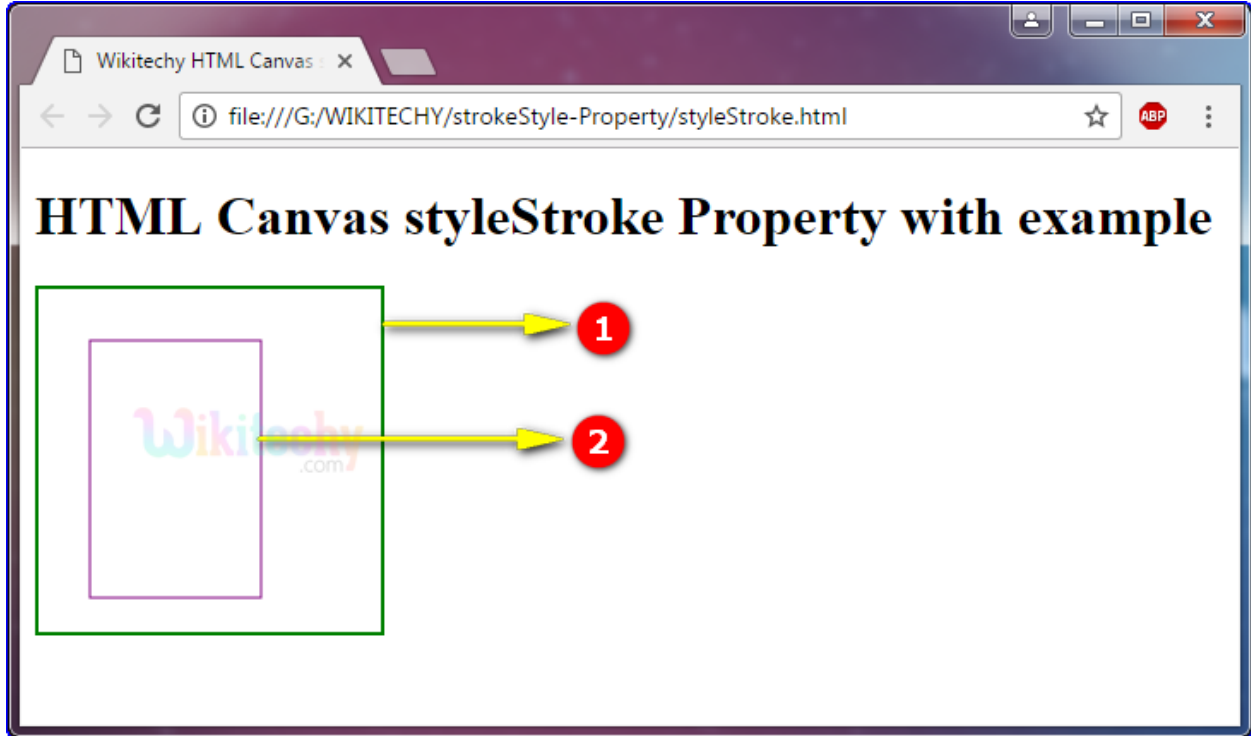 Wikitechy HTML Canvas
file:///G:/WIKITECHY/strokeStyle-Property/styleStroke.html
ABP
HTML Canvas styleStroke Property with example
1
Wikitechy
.com
2